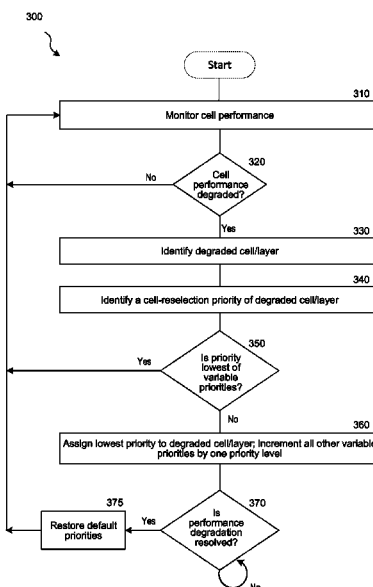 300
Start
310
Monitor cell performance
320
No
Cell
performance
degraded?
Yes
330
Identify degraded cell/layer
340
Identify a cell-reselection priority of degraded cell/layer
350
Yes
Is priority
lowest of
variable
priorities?
No
360
Assign lowest priority to degraded cell/layer; Increment all other variable
priorities by one priority level
375
370
Restore default
priorities
Yes
Is
performance
degradation
resolved?
No